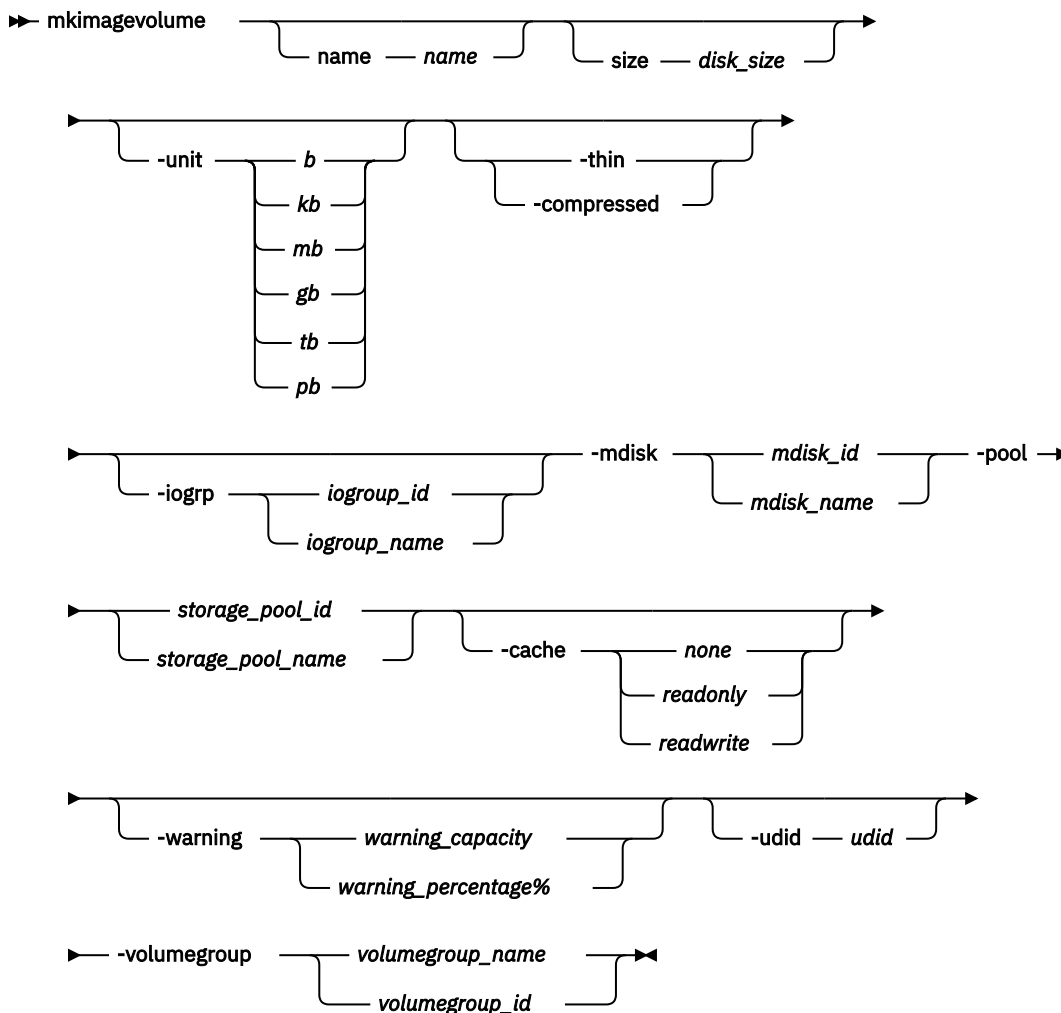 mkimagevolume name name size disk_size
-unit b -thin
kb -compressed
mb
gb
tb
pb
-iogrp iogroup_id -mdisk mdisk_id -pool
iogroup_name mdisk_name
storage_pool_id -cache none
storage_pool_name readonly
readwrite
-warning warning_capacity -udid udid
warning_percentage%
-volumegroup volumegroup_name
volumegroup_id